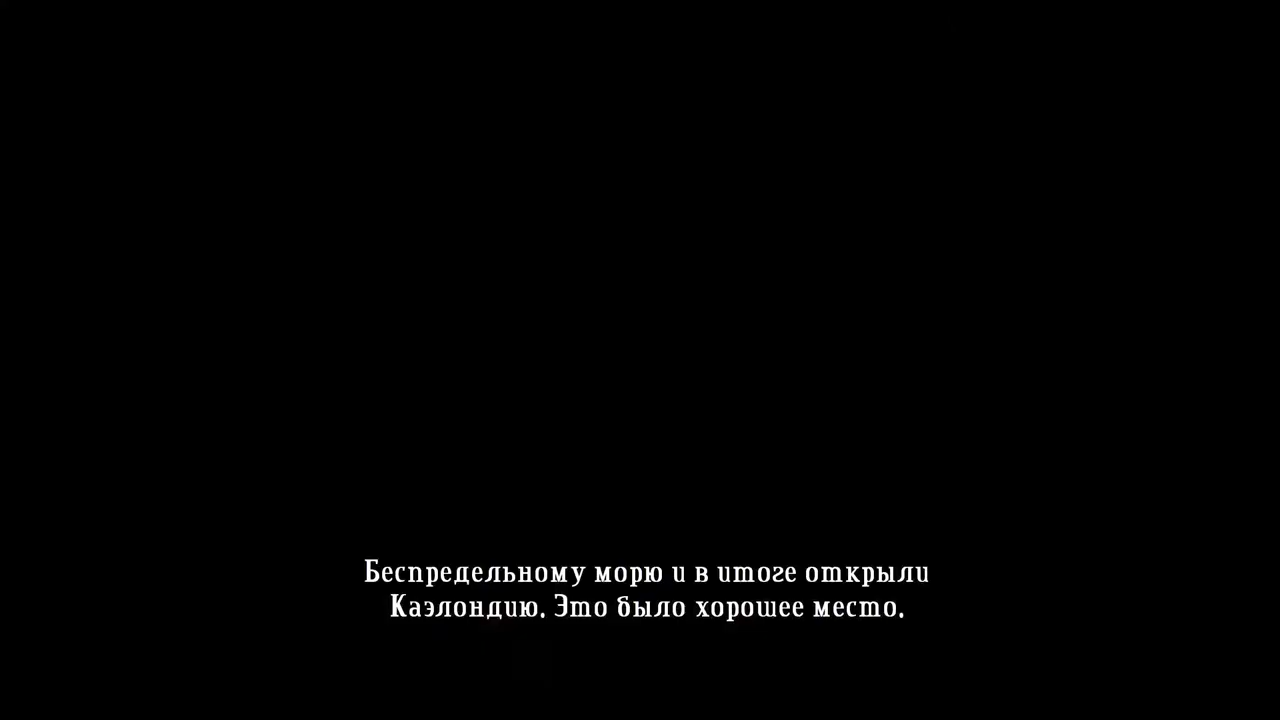 Беспредельному морю и в итоге открыли
Каэлондию. Это было хорошее место.